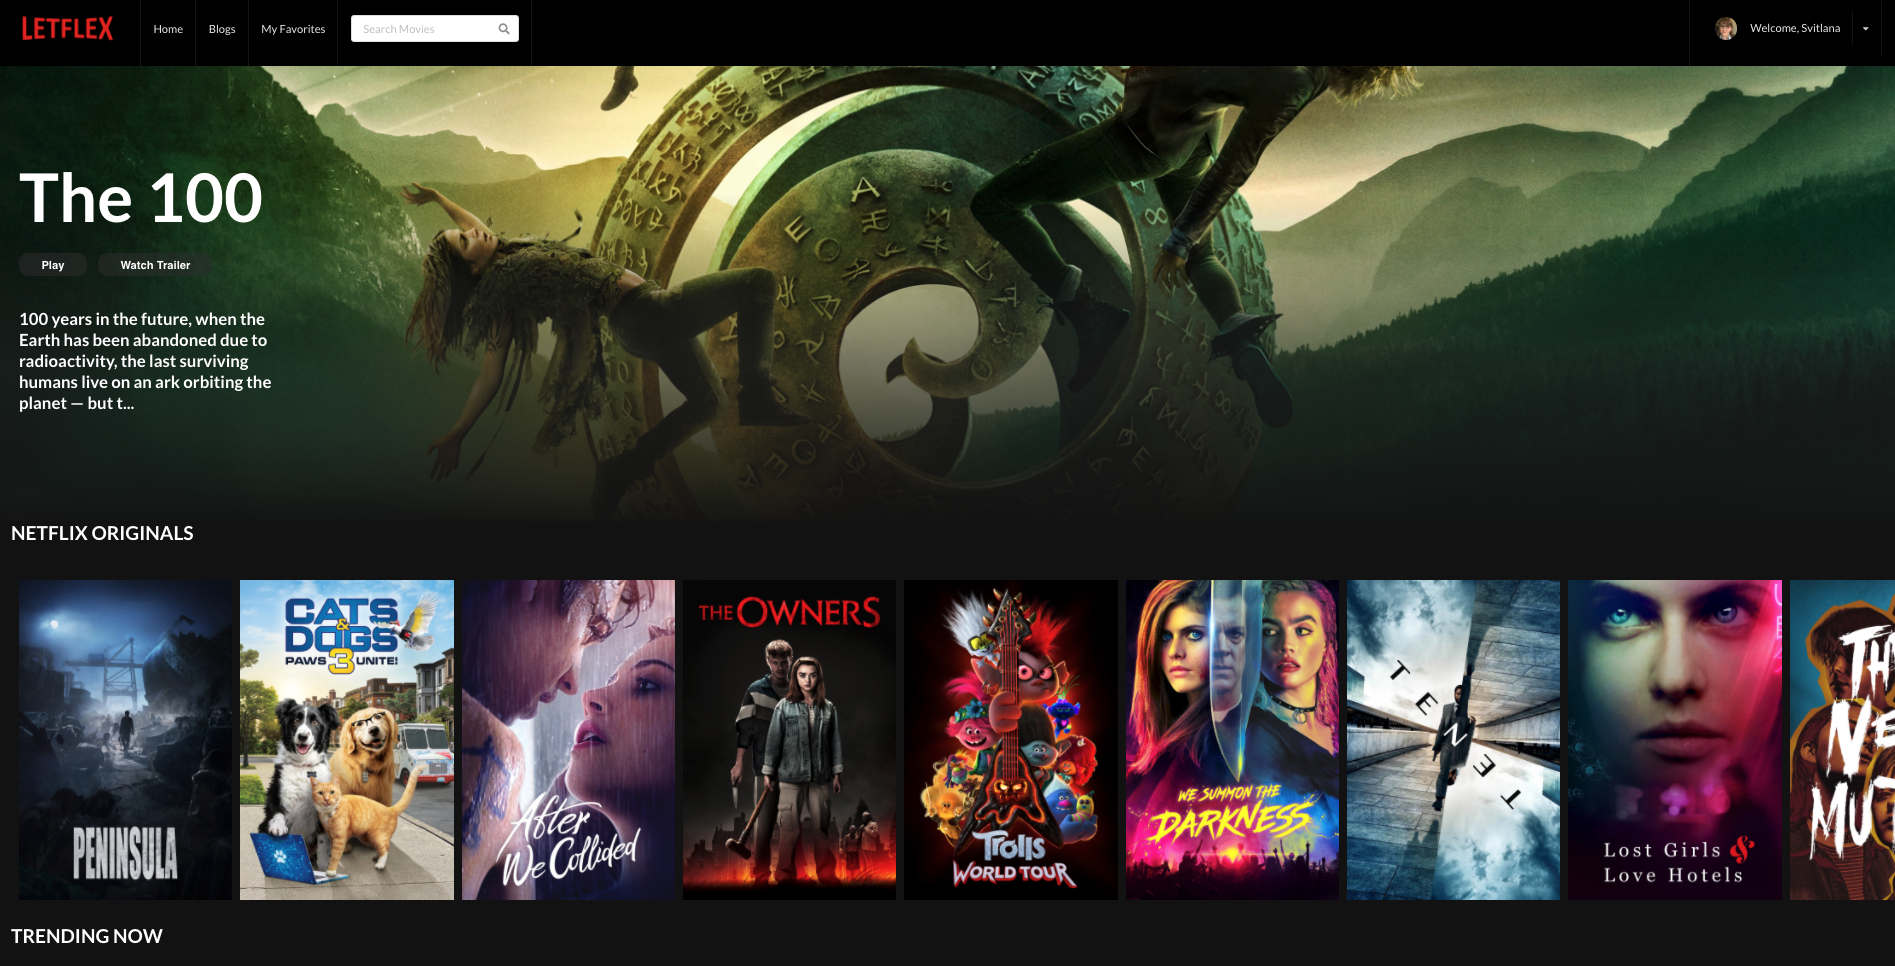 LETFLEX
Home
Blogs
My Favorites
Search Movies
Welcome, Svitlana
The 100
Play
Watch Trailer
100 years in the future, when the
Earth has been abandoned due to
radioactivity, the last surviving
humans live on an ark orbiting the
planet — but t...
NETFLIX ORIGINALS
PENINSULA
CATS
&
DOGS
3
PAWS UNITE!
After
We Collided
THE OWNERS
Trolls
WORLD TOUR
WE SUMMON THE
DARKNESS
TENET
Lost Girls &
Love Hotels
TH
NE
MU
TRENDING NOW